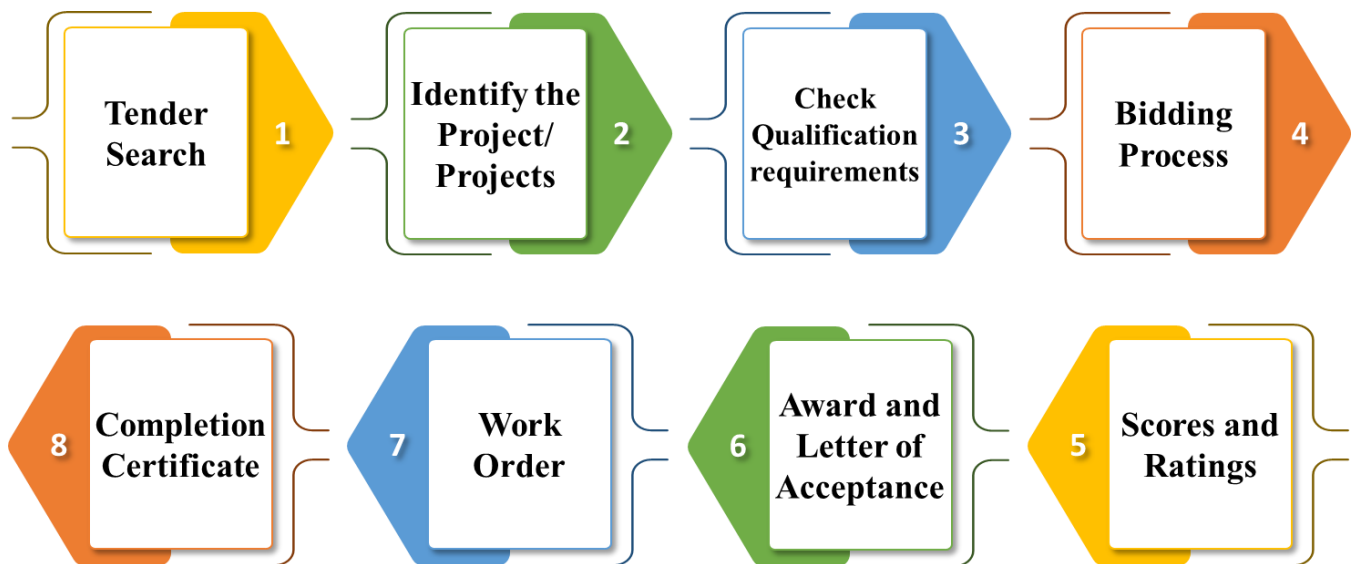 Tender
Search
1
Identify the
Project/
Projects
2
Check
Qualification
requirements
3
Bidding
Process
4
Scores and
Ratings
5
Award and
Letter of
Acceptance
6
Work
Order
7
Completion
Certificate
8